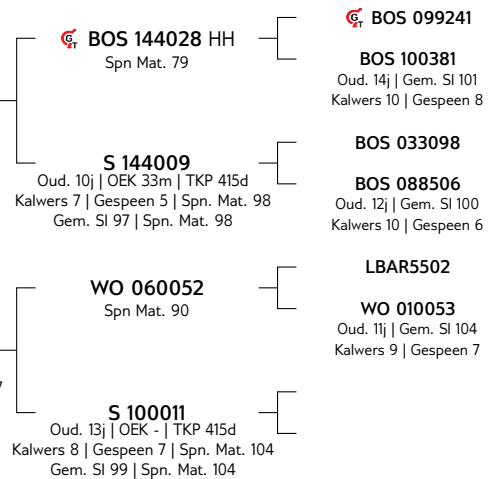 GT BOS 099241
GT BOS 144028 HH
Spn Mat. 79
BOS 100381
Oud. 14j | Gem. SI 101
Kalwers 10 | Gespeen 8
BOS 033098
S 144009
Oud. 10j | OEK 33m | TKP 415d
Kalwers 7 | Gespeen 5 | Spn. Mat. 98
Gem. SI 97 | Spn. Mat. 98
BOS 088506
Oud. 12j | Gem. SI 100
Kalwers 10 | Gespeen 6
LBAR5502
WO 060052
Spn Mat. 90
WO 010053
Oud. 11j | Gem. SI 104
Kalwers 9 | Gespeen 7
S 100011
Oud. 13j | OEK - | TKP 415d
Kalwers 8 | Gespeen 7 | Spn. Mat. 104
Gem. SI 99 | Spn. Mat. 104